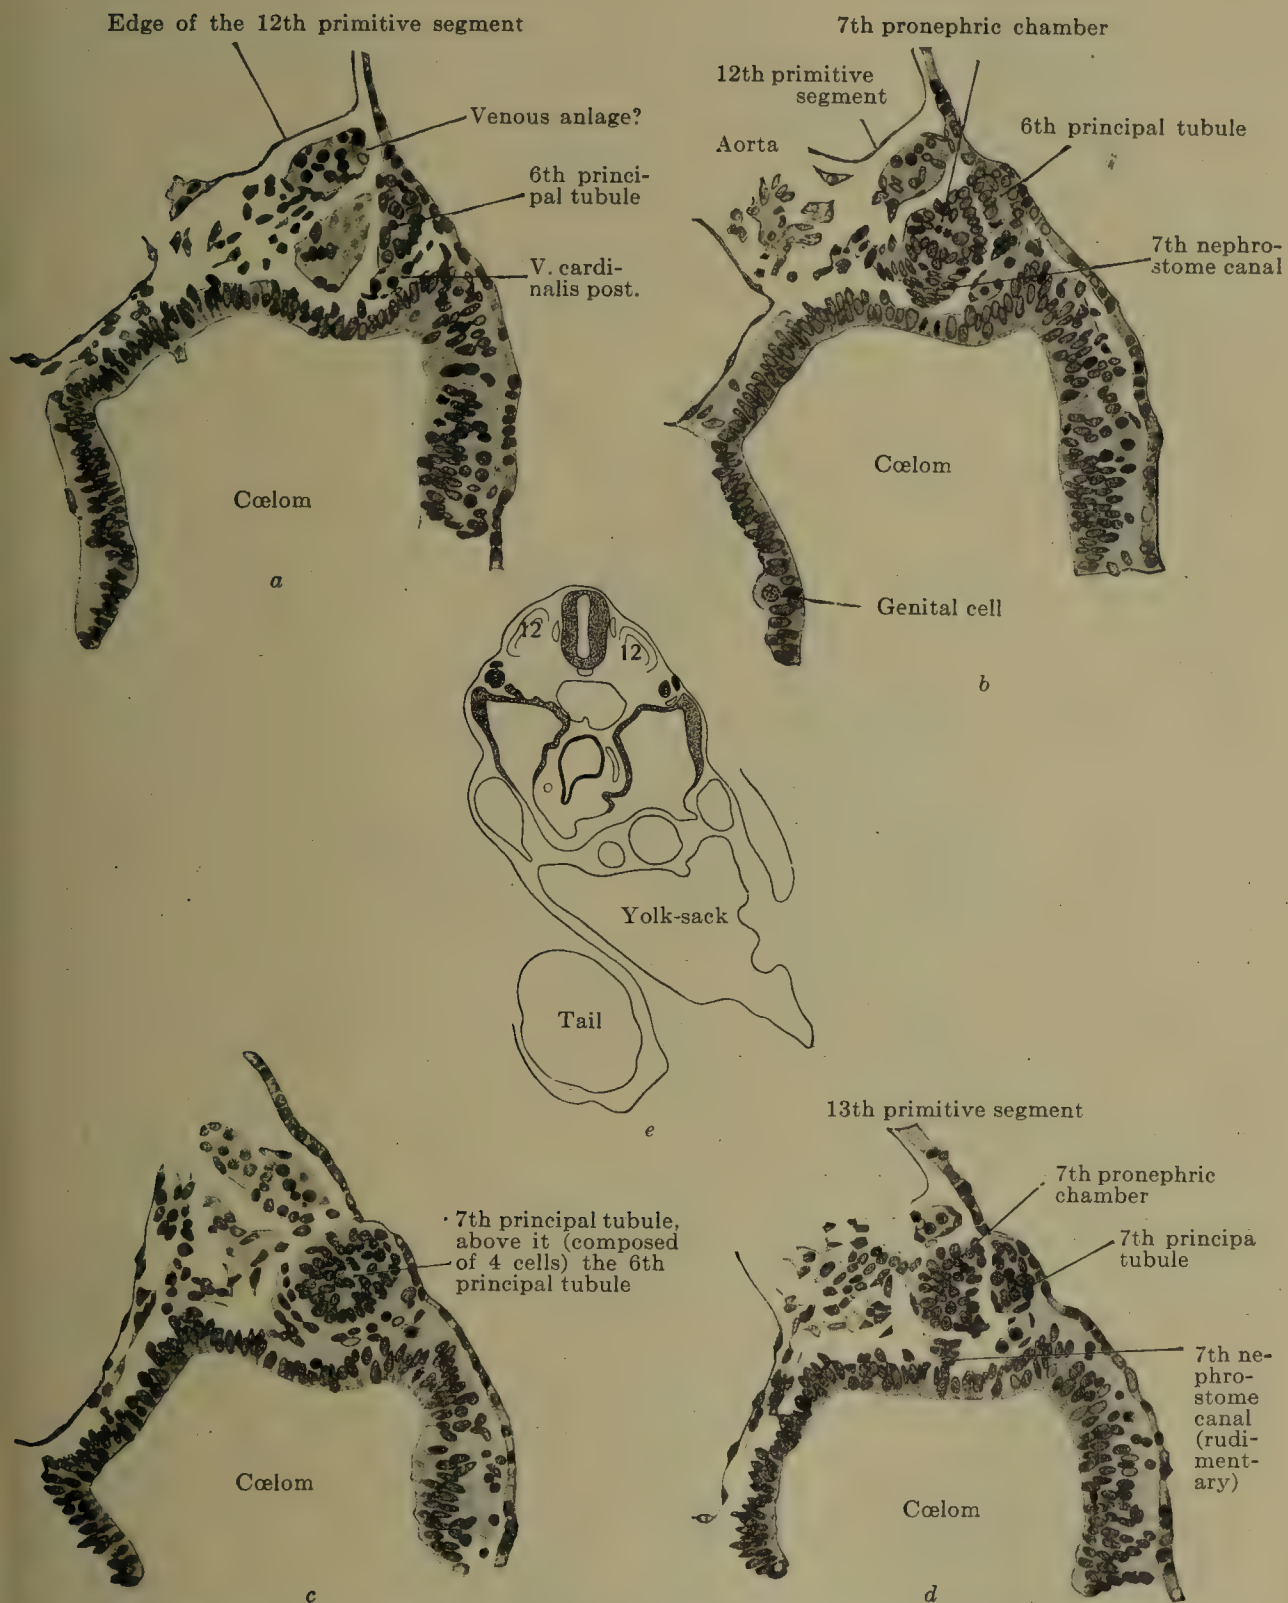 Edge of the 12th primitive segment
Venous anlage?
6th princi-
pal tubule
V. cardi-
nalis post.
Cœlom
a
7th pronephric chamber
12th primitive
segment
Aorta
6th principal tubule
7th nephro-
stome canal
Cœlom
Genital cell
b
12
12
Yolk-sack
Tail
e
7th principal tubule,
above it (composed
of 4 cells) the 6th
principal tubule
Cœlom
c
13th primitive segment
7th pronephric
chamber
7th principa
tubule
7th ne-
phro-
stome
canal
(rudi-
ment-
ary)
Cœlom
d